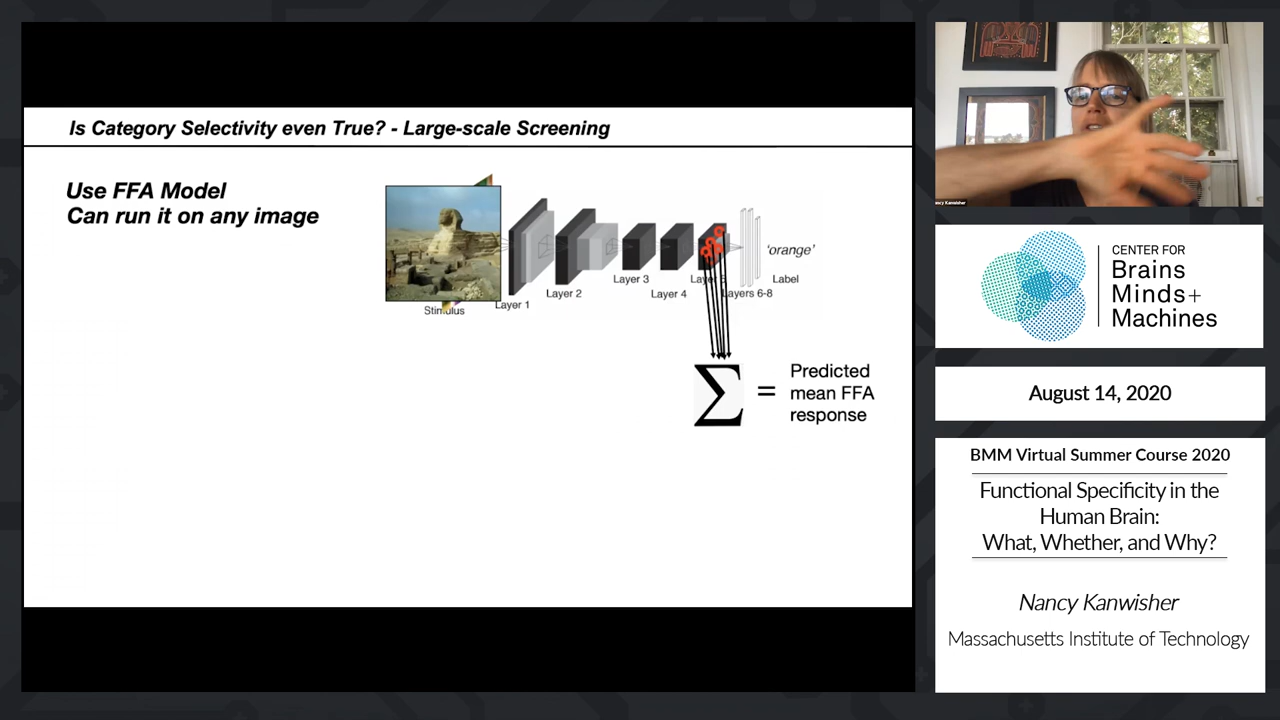 Is Category Selectivity even True? - Large-scale Screening
Use FFA Model
Can run it on any image
'orange'
Layer 3
Label
Layer 4
Layers 6-8
Layer 2
Layer 1
Stimulus
Σ = Predicted
mean FFA
response
Nancy Kanwisher
CENTER FOR
Brains
Minds+
Machines
August 14, 2020
BMM Virtual Summer Course 2020
Functional Specificity in the
Human Brain:
What, Whether, and Why?
Nancy Kanwisher
Massachusetts Institute of Technology